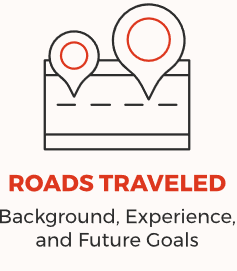 ROADS TRAVELED
Background, Experience,
and Future Goals